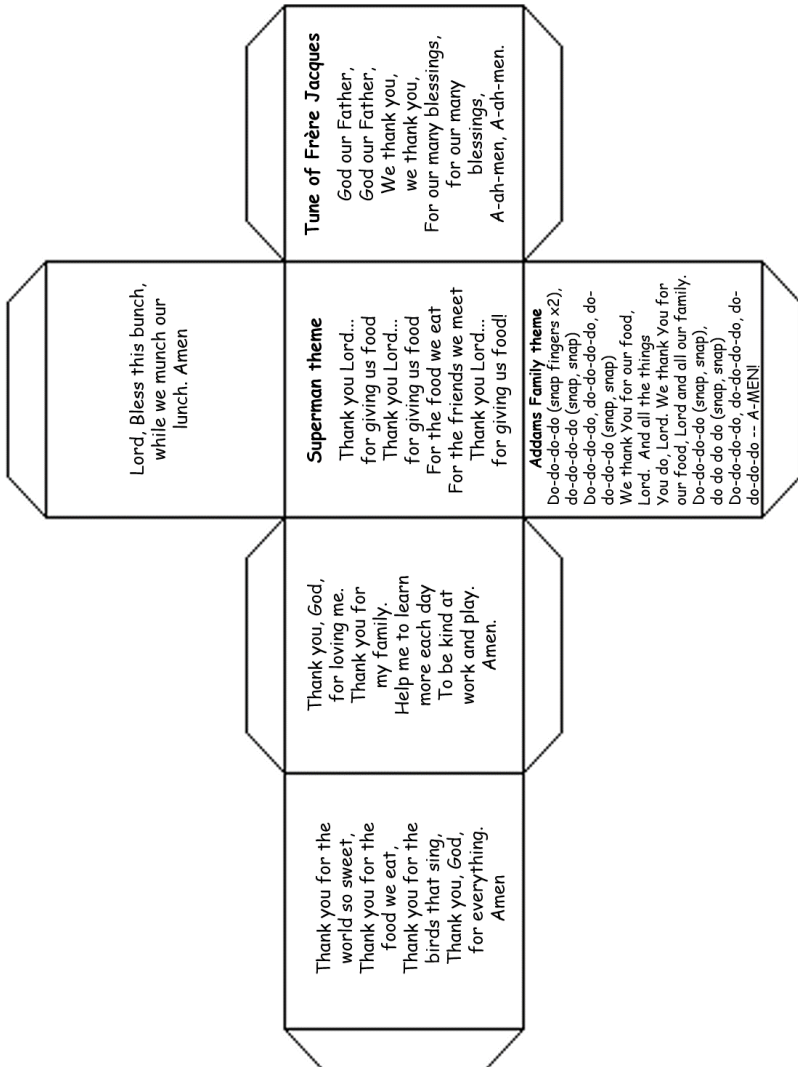 Lord, Bless this bunch,
while we munch our
lunch. Amen
Thank you for the
world so sweet,
Thank you for the
food we eat,
Thank you for the
birds that sing,
Thank you, God,
for everything.
Amen
Thank you, God,
for loving me.
Thank you for
my family.
Help me to learn
more each day
To be kind at
work and play.
Amen.
Superman theme
Thank you Lord...
for giving us food
Thank you Lord...
for giving us food
For the food we eat
For the friends we meet
Thank you Lord...
for giving us food!
Tune of Frère Jacques
God our Father,
God our Father,
We thank you,
we thank you,
For our many blessings,
for our many
blessings,
A-ah-men, A-ah-men.
Addams Family theme
Do-do-do-do (snap fingers x2),
do-do-do-do (snap, snap)
Do-do-do-do, do-do-do-do, do-
do-do-do (snap, snap)
We thank You for our food,
Lord. And all the things
You do, Lord. We thank You for
our food, Lord and all our family.
Do-do-do-do (snap, snap),
do do do do (snap, snap)
Do-do-do-do, do-do-do-do, do-
do-do-do -- A-MEN!